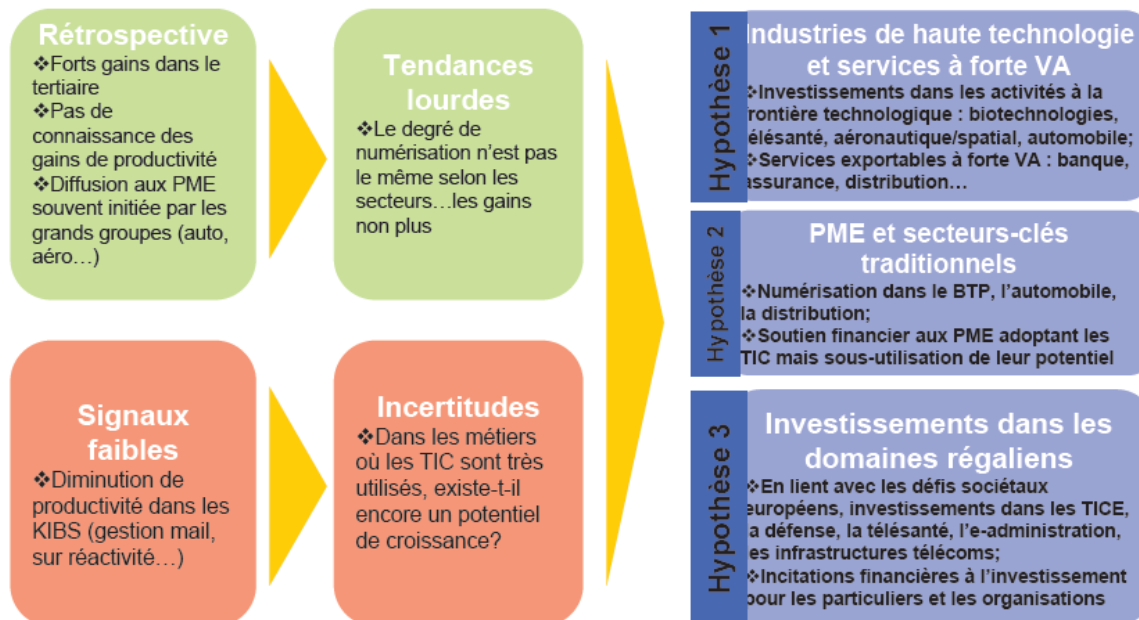 Rétrospective
❖Forts gains dans le
tertiaire
❖Pas de
connaissance des
gains de productivité
❖Diffusion aux PME
souvent initiée par les
grands groupes (auto,
aéro…)
Tendances
lourdes
❖Le degré de
numérisation n’est pas
le même selon les
secteurs…les gains
non plus
Signaux
faibles
❖Diminution de
productivité dans les
KIBS (gestion mail,
sur réactivité…)
Incertitudes
❖Dans les métiers
où les TIC sont très
utilisés, existe-t-il
encore un potentiel
de croissance?
Hypothèse 1
Industries de haute technologie
et services à forte VA
❖Investissements dans les activités à la
frontière technologique : biotechnologies,
télésanté, aéronautique/spatial, automobile;
❖Services exportables à forte VA : banque,
assurance, distribution…
Hypothèse 2
PME et secteurs-clés
traditionnels
❖Numérisation dans le BTP, l’automobile,
la distribution;
❖Soutien financier aux PME adoptant les
TIC mais sous-utilisation de leur potentiel
Hypothèse 3
Investissements dans les
domaines régaliens
❖En lient avec les défis sociétaux
européens, investissements dans les TICE,
la défense, la télésanté, l’e-administration,
les infrastructures télécoms;
❖Incitations financières à l’investissement
pour les particuliers et les organisations